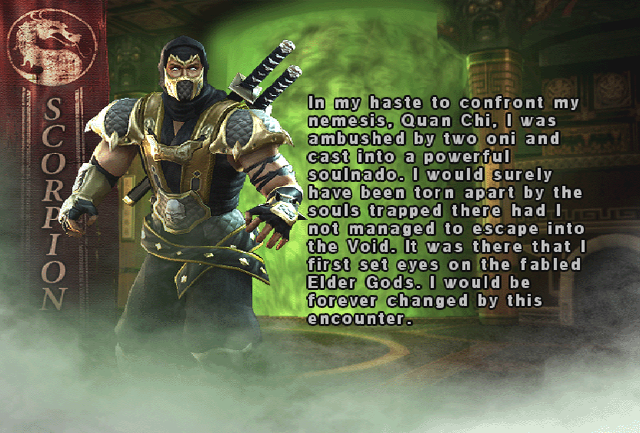 SCORPION
In my haste to confront my
nemesis, Quan Chi, I was
ambushed by two oni and
cast into a powerful
soulnado. I would surely
have been torn apart by the
souls trapped there had I
not managed to escape into
the Void. It was there that I
first set eyes on the fabled
Elder Gods. I would be
forever changed by this
encounter.